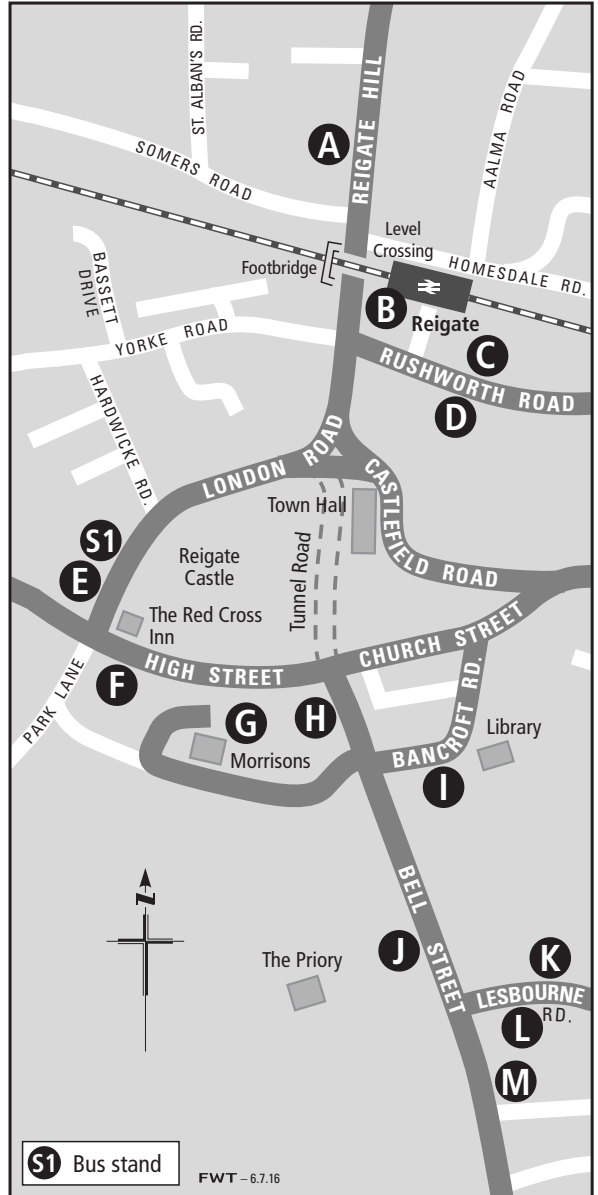 ST. ALBAN'S RD.
REIGATE HILL
AALMA ROAD
A
SOMERS ROAD
Level
Crossing
Footbridge
HOMESDALE RD.
BASSETT
DRIVE
B
Reigate
YORKE ROAD
C
RUSHWORTH ROAD
D
HARDWICKE RD.
LONDON ROAD
CASTLEFIELD ROAD
Town Hall
S1
E
Reigate
Castle
Tunnel Road
The Red Cross
Inn
CHURCH STREET
HIGH STREET
F
PARK LANE
G
H
BANCROFT RD.
Library
Morrisons
I
BELL STREET
J
The Priory
K
LESBOURNE
RD.
L
M
Z
S1 Bus stand
FWT – 6.7.16